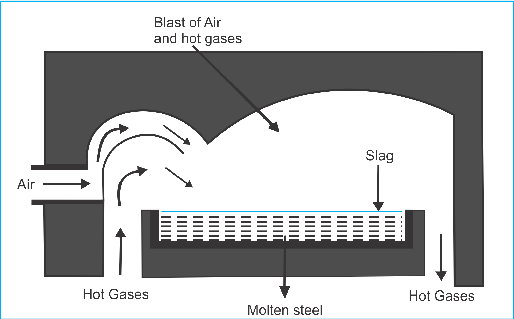 Blast of Air
and hot gases
Slag
Air
Hot Gases
Molten steel
Hot Gases